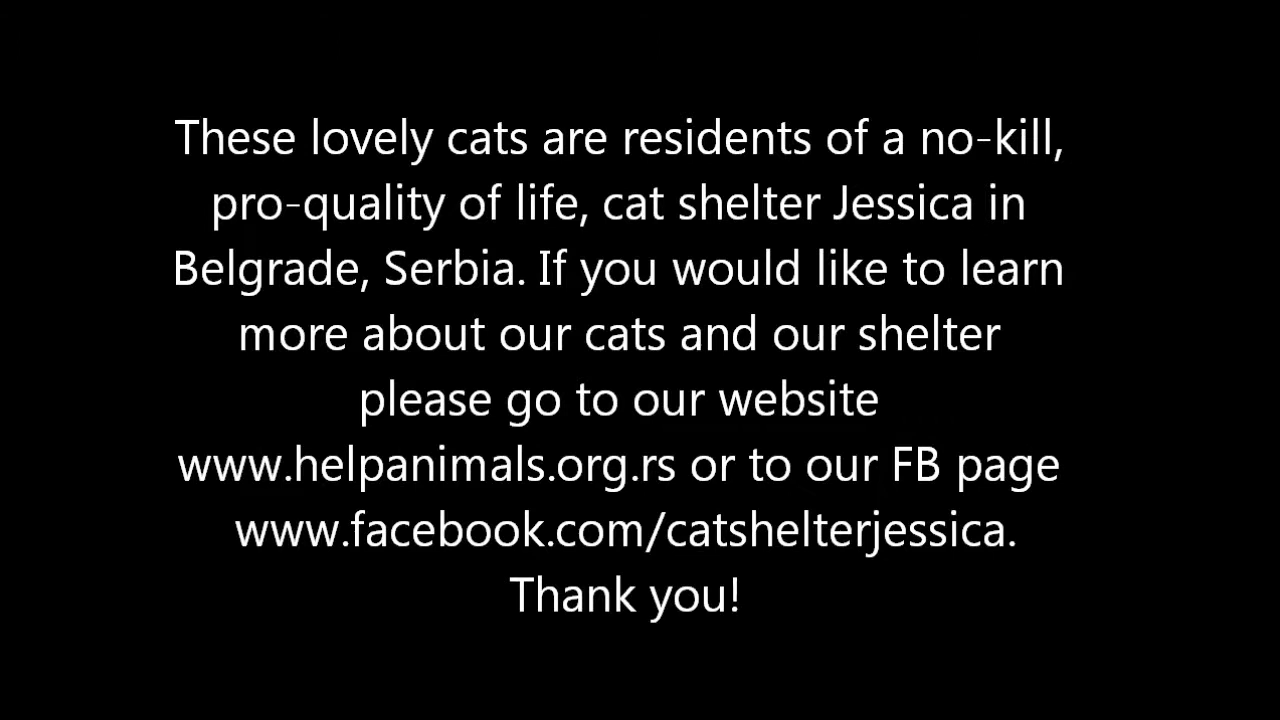 These lovely cats are residents of a no-kill,
pro-quality of life, cat shelter Jessica in
Belgrade, Serbia. If you would like to learn
more about our cats and our shelter
please go to our website
www.helpanimals.org.rs or to our FB page
www.facebook.com/catshelterjessica.
Thank you!